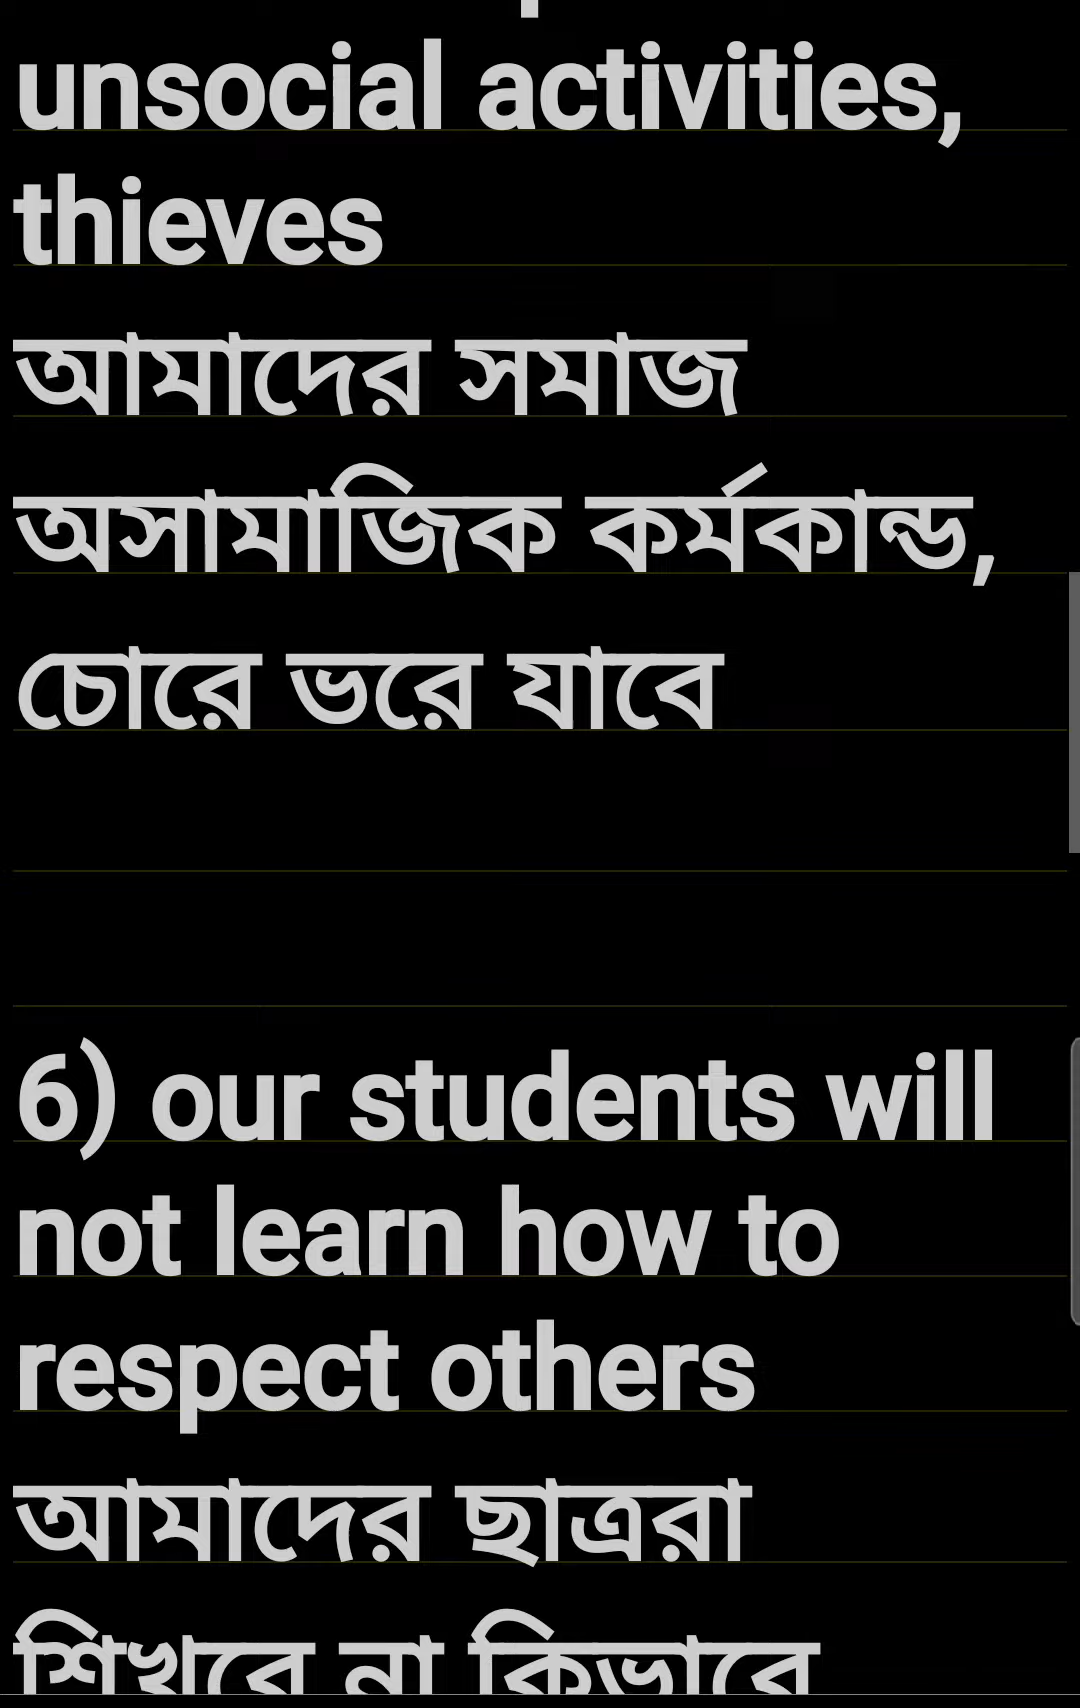 unsocial activities,
thieves
আমাদের সমাজ
অসামাজিক কর্মকান্ড,
চোরে ভরে যাবে
6) our students will
not learn how to
respect others
আমাদের ছাত্ররা
শিখবে না কিভাবে